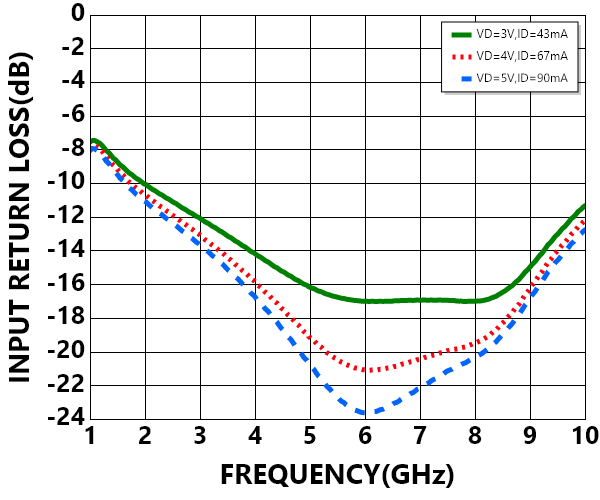 INPUT RETURN LOSS(dB)
0
-2
-4
-6
-8
-10
-12
-14
-16
-18
-20
-22
-24
VD=3V,ID=43mA
VD=4V,ID=67mA
VD=5V,ID=90mA
1 2 3 4 5 6 7 8 9 10
FREQUENCY(GHz)